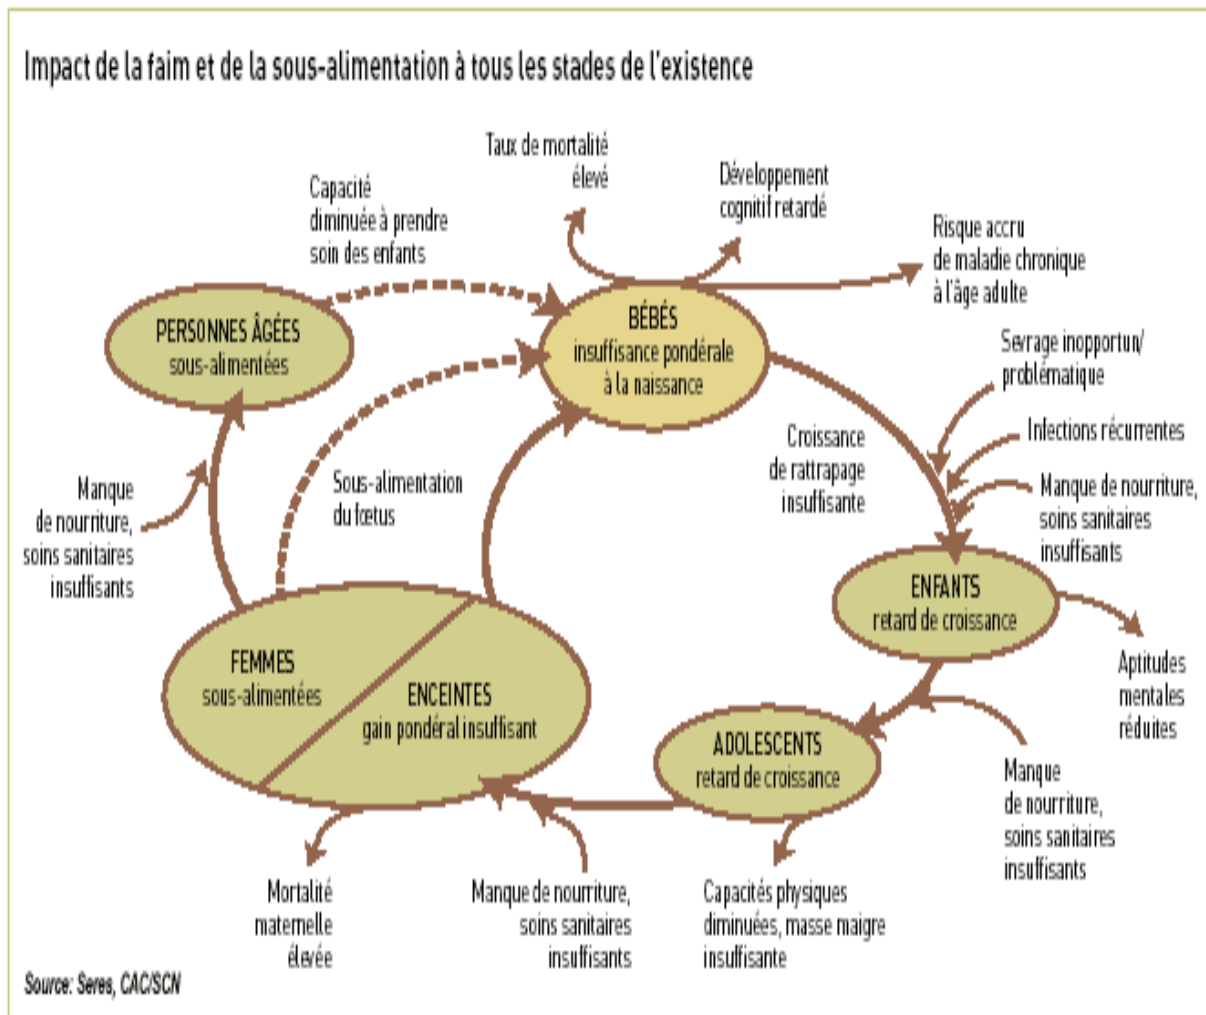 Impact de la faim et de la sous-alimentation à tous les stades de l'existence
Taux de mortalité
élevé
Développement
cognitif retardé
Capacité
diminuée à prendre
soin des enfants
Risque accru
de maladie chronique
à l'âge adulte
PERSONNES ÂGÉES
sous-alimentées
BÉBÉS
insuffisance pondérale
à la naissance
Sevrage inopportun/
problématique
Infections récurrentes
Croissance
de rattrapage
insuffisante
Manque de nourriture,
soins sanitaires
insuffisants
Manque
de nourriture,
soins sanitaires
insuffisants
Sous-alimentation
du fœtus
ENFANTS
retard de croissance
FEMMES
sous-alimentées
ENCEINTES
gain pondéral insuffisant
Aptitudes
mentales
réduites
ADOLESCENTS
retard de croissance
Manque
de nourriture,
soins sanitaires
insuffisants
Mortalité
maternelle
élevée
Manque de nourriture,
soins sanitaires
insuffisants
Capacités physiques
diminuées, masse maigre
insuffisante
Source: Seres, CAC/SCN